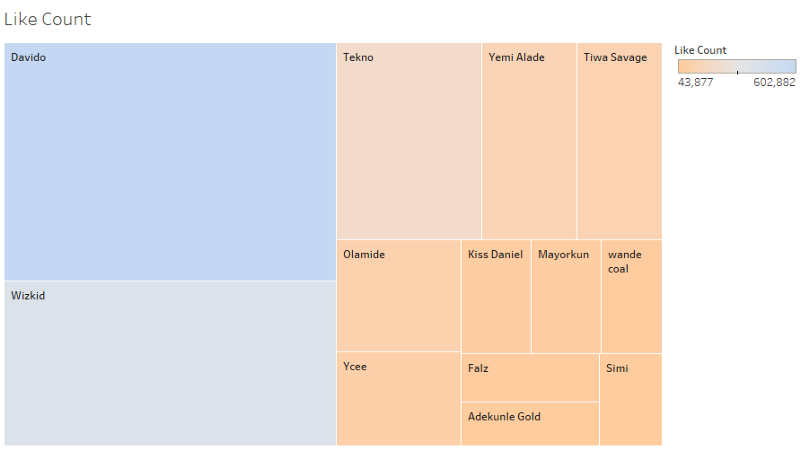 Like Count
Davido
Tekno
Yemi Alade
Tiwa Savage
Like Count
43,877
602,882
Wizkid
Olamide
Kiss Daniel
Mayorkun
wande
coal
Ycee
Falz
Simi
Adekunle Gold